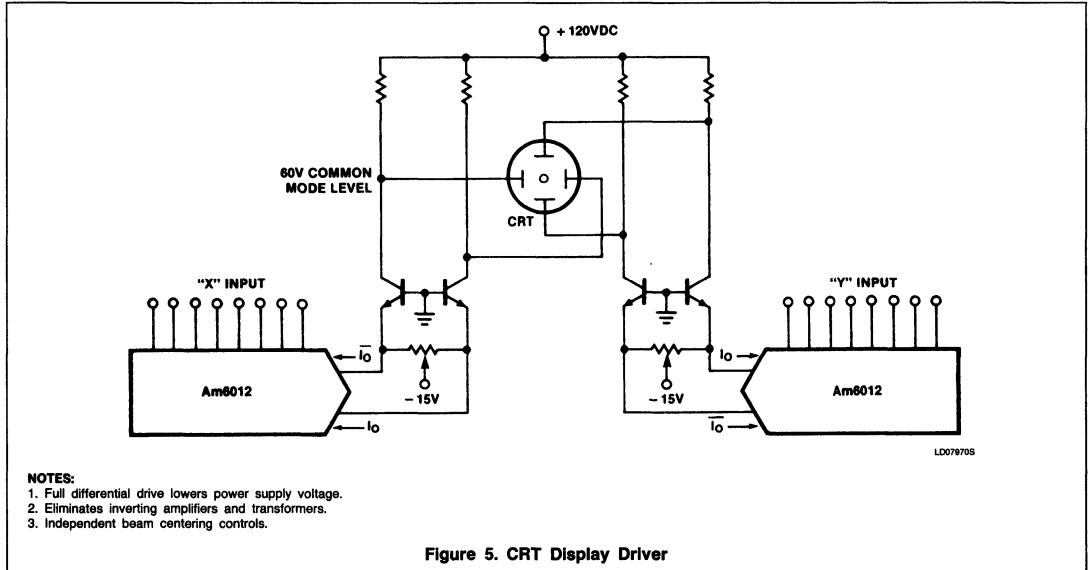 + 120VDC
60V COMMON
MODE LEVEL
CRT
"X" INPUT
"Y" INPUT
Am6012
I̅O
IO
– 15V
– 15V
IO
I̅O
Am6012
LD07970S
NOTES:
1. Full differential drive lowers power supply voltage.
2. Eliminates inverting amplifiers and transformers.
3. Independent beam centering controls.
Figure 5. CRT Display Driver